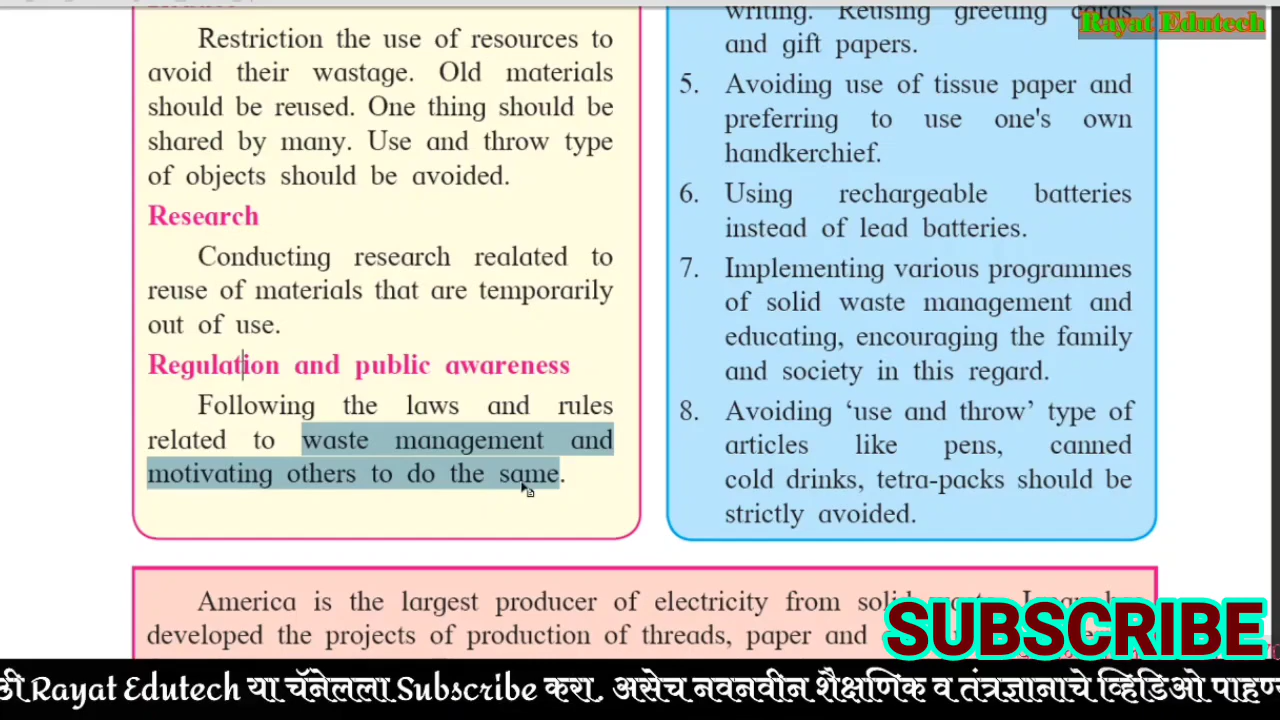 Restriction the use of resources to
avoid their wastage. Old materials
should be reused. One thing should be
shared by many. Use and throw type
of objects should be avoided.
Research
Conducting research realated to
reuse of materials that are temporarily
out of use.
Regulation and public awareness
Following the laws and rules
related to waste management and
motivating others to do the same.
writing. Reusing greeting cards
and gift papers.
5. Avoiding use of tissue paper and
preferring to use one's own
handkerchief.
6. Using rechargeable batteries
instead of lead batteries.
7. Implementing various programmes
of solid waste management and
educating, encouraging the family
and society in this regard.
8. Avoiding ‘use and throw’ type of
articles like pens, canned
cold drinks, tetra-packs should be
strictly avoided.
Rayat Edutech
America is the largest producer of electricity from
developed the projects of production of threads, paper and
SUBSCRIBE
Rayat Edutech या चॅनेलला Subscribe करा. असेच नवनवीन शैक्षणिक व तंत्रज्ञानाचे व्हिडिओ